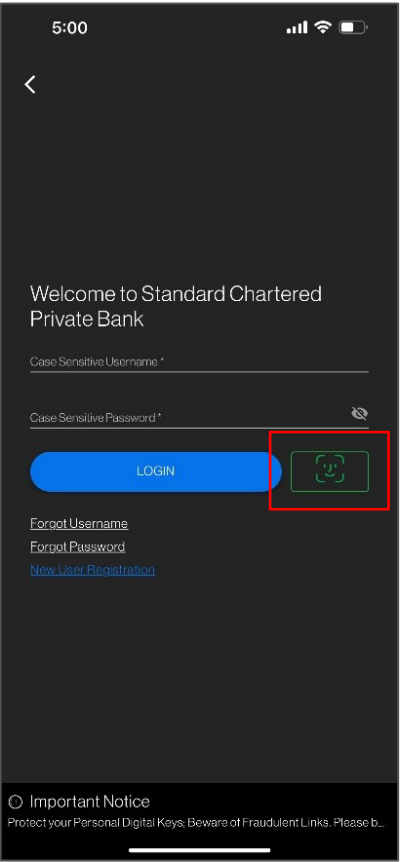 5:00
Welcome to Standard Chartered
Private Bank
Case Sensitive Username *
Case Sensitive Password *
LOGIN
Forgot Username
Forgot Password
New User Registration
Important Notice
Protect your Personal Digital Keys; Beware of Fraudulent Links. Please b...